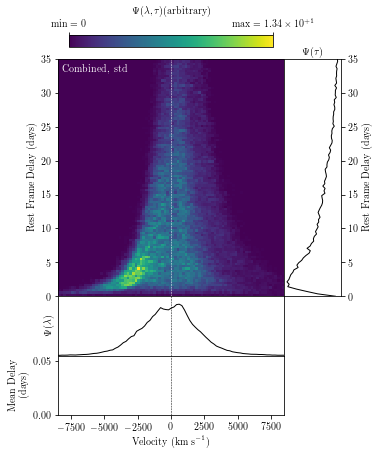 Ψ(λ, τ)(arbitrary)
min = 0 max = 1.34 × 10⁺⁴
Ψ(τ)
Combined, std
35 35
30 30
25 25
20 20
15 15
10 10
5 5
0 0
Rest Frame Delay (days)
Rest Frame Delay (days)
Ψ(λ)
0.05
Mean Delay
(days)
0.00
−7500 −5000 −2500 0 2500 5000 7500
Velocity (km s⁻¹)